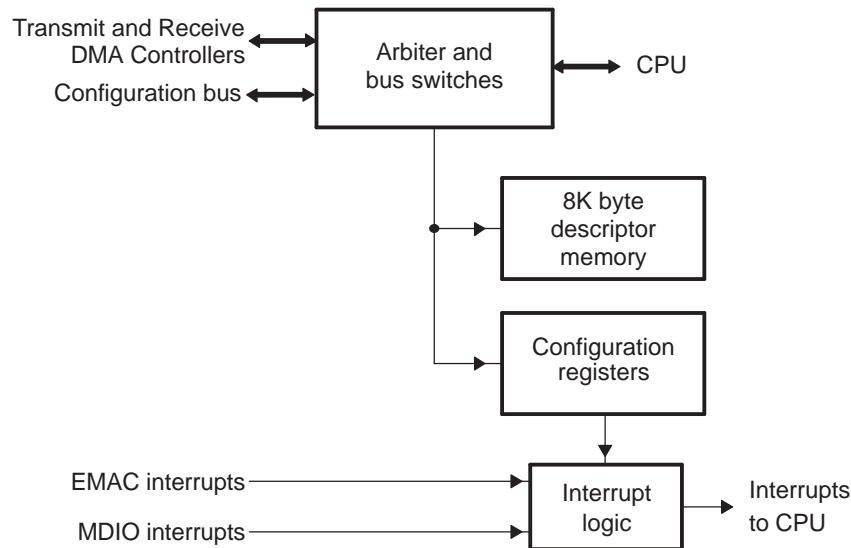 Transmit and Receive
DMA Controllers
Configuration bus
Arbiter and
bus switches
CPU
8K byte
descriptor
memory
Configuration
registers
EMAC interrupts
MDIO interrupts
Interrupt
logic
Interrupts
to CPU